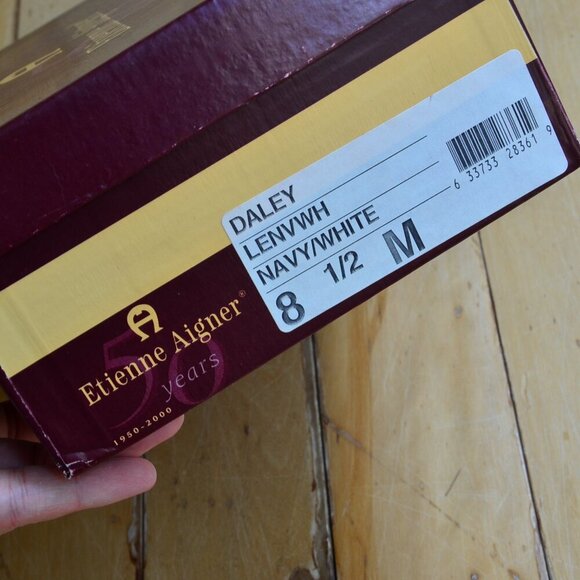 DALEY
LENVWH
NAVY/WHITE
8 1/2 M
6 33733 28361 9
Etienne Aigner®
50
years
1950-2000